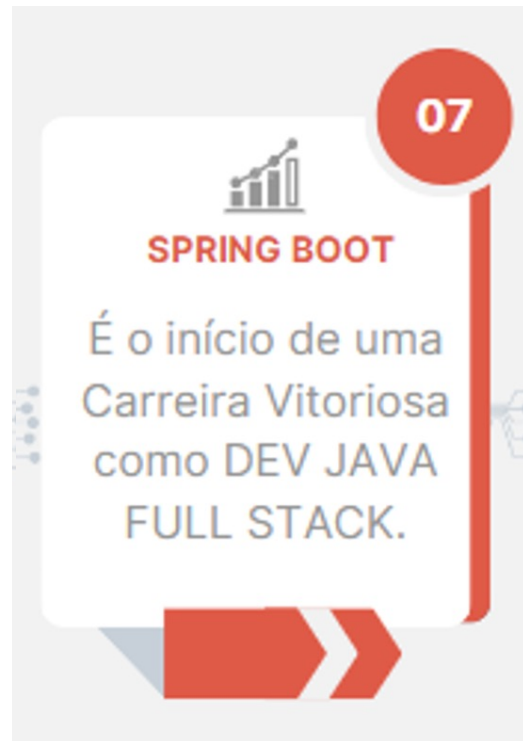 07
SPRING BOOT
É o início de uma
Carreira Vitoriosa
como DEV JAVA
FULL STACK.